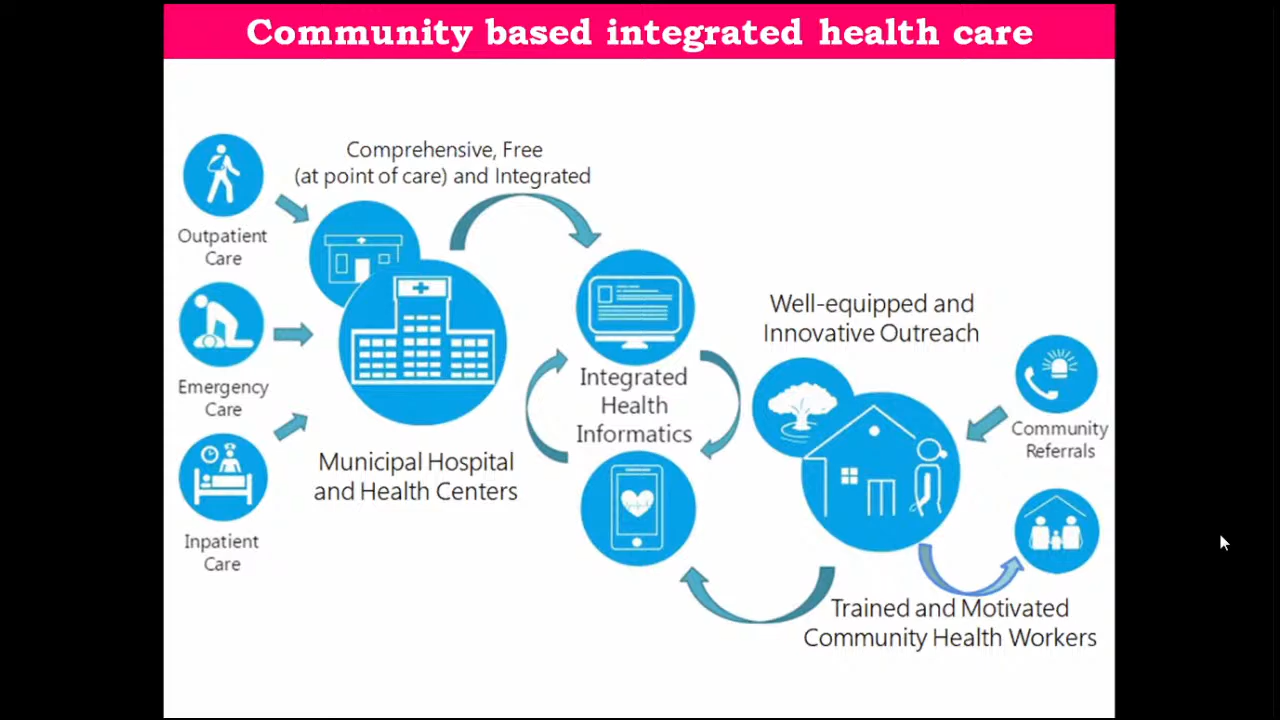 Community based integrated health care
Comprehensive, Free
(at point of care) and Integrated
Outpatient
Care
Emergency
Care
Inpatient
Care
Municipal Hospital
and Health Centers
Integrated
Health
Informatics
Well-equipped and
Innovative Outreach
Community
Referrals
Trained and Motivated
Community Health Workers